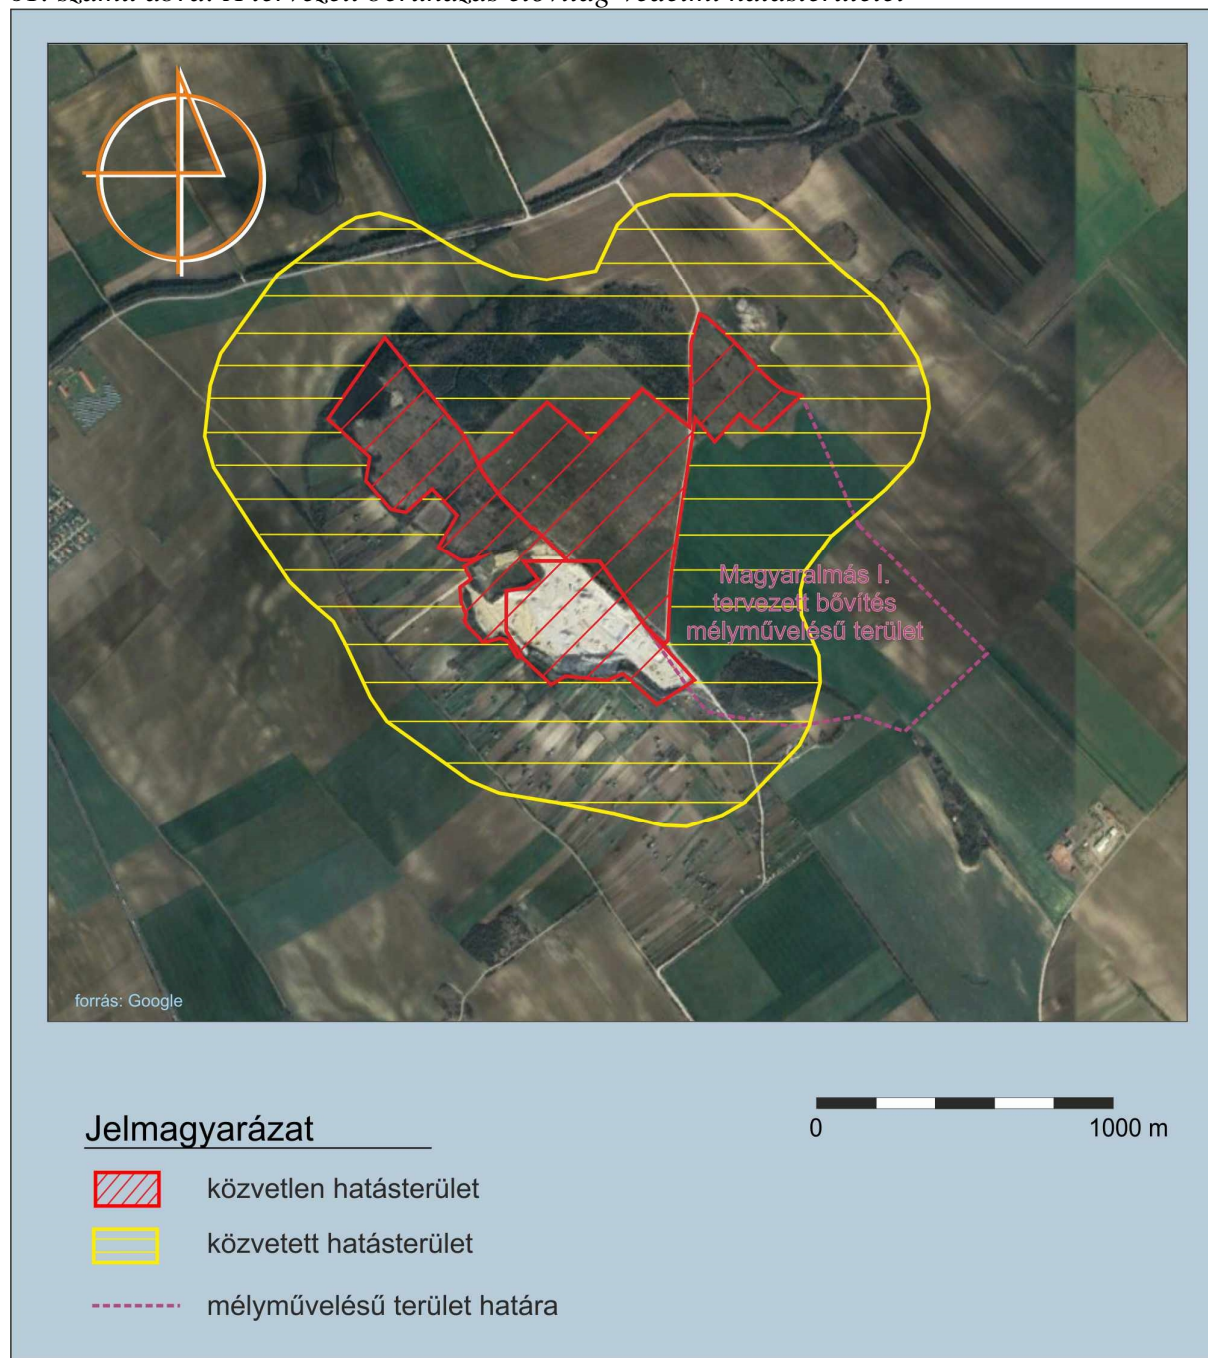 Magyaralmás I.
tervezett bővítés
mélyművelésű terület
forrás: Google
Jelmagyarázat
0 1000 m
közvetlen hatásterület
közvetett hatásterület
mélyművelésű terület határa